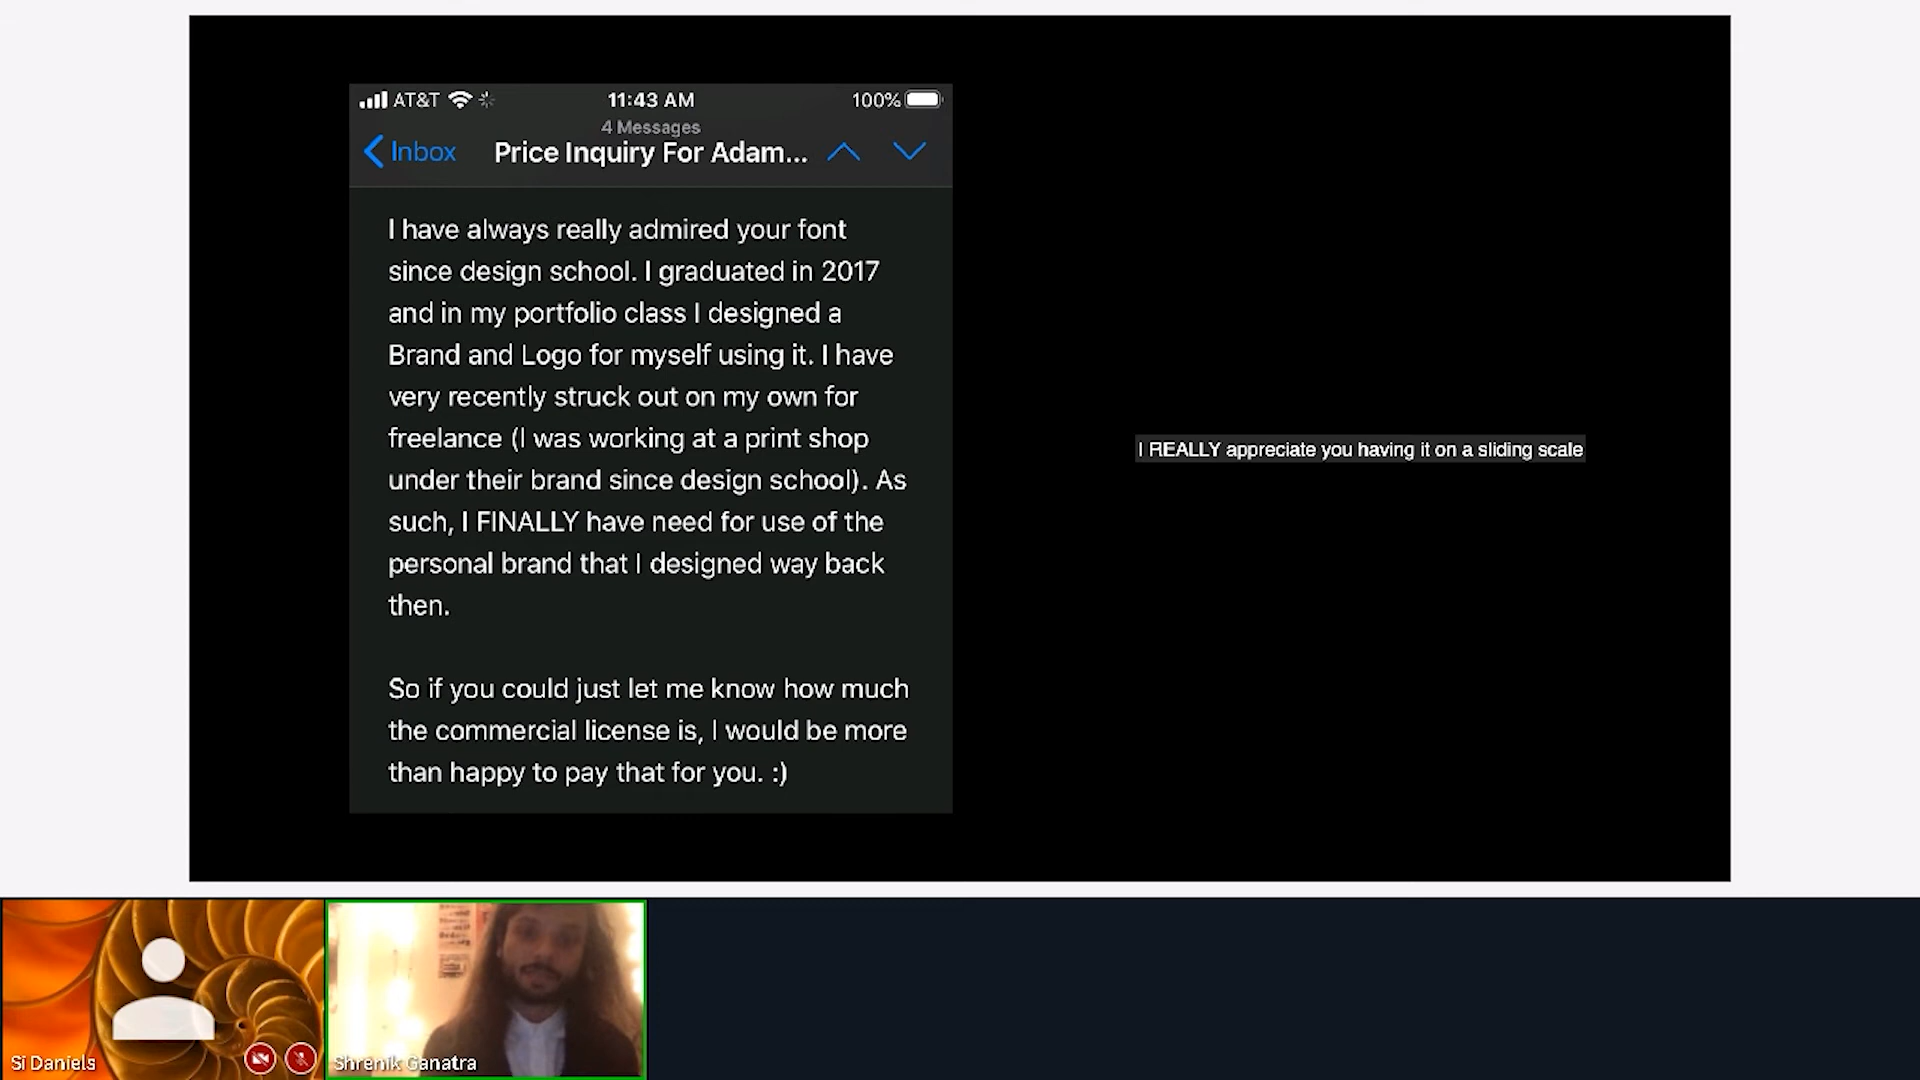 AT&T 11:43 AM 100%
4 Messages
Inbox Price Inquiry For Adam...
I have always really admired your font
since design school. I graduated in 2017
and in my portfolio class I designed a
Brand and Logo for myself using it. I have
very recently struck out on my own for
freelance (I was working at a print shop
under their brand since design school). As
such, I FINALLY have need for use of the
personal brand that I designed way back
then.
So if you could just let me know how much
the commercial license is, I would be more
than happy to pay that for you. :)
I REALLY appreciate you having it on a sliding scale
Si Daniels
Shrenik Ganatra